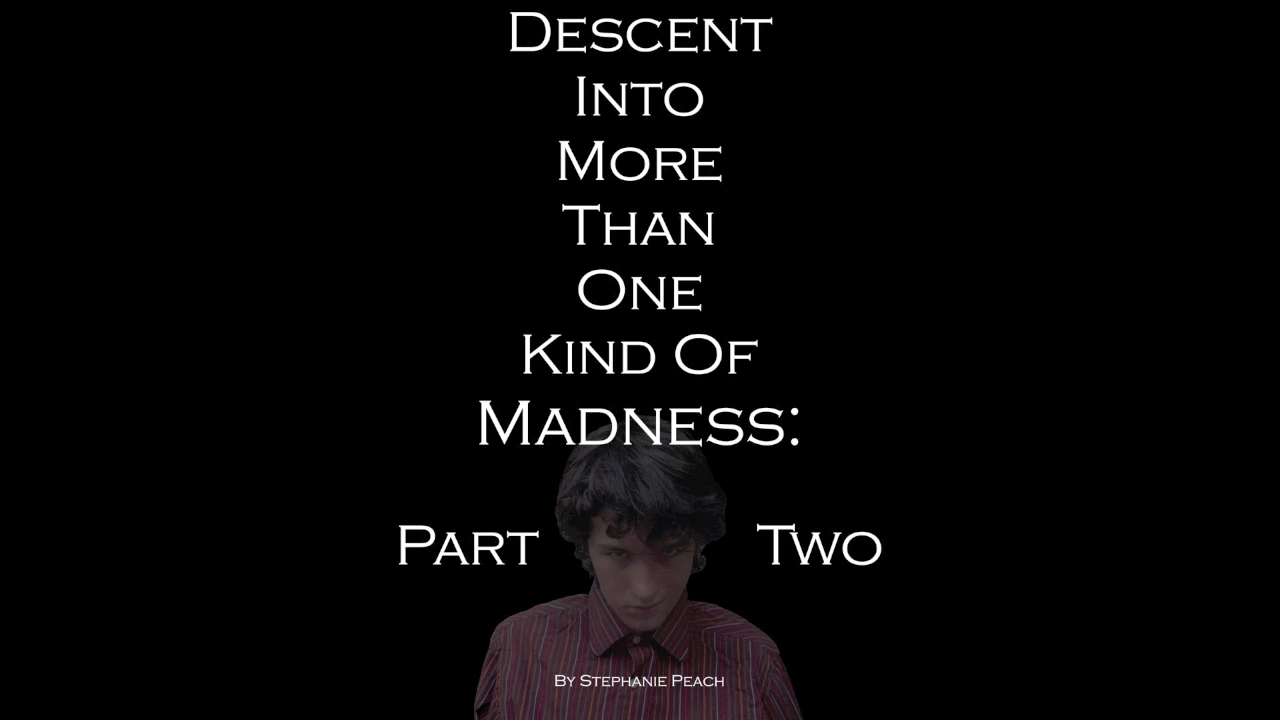 Descent
Into
More
Than
One
Kind Of
Madness:
Part Two
By Stephanie Peach